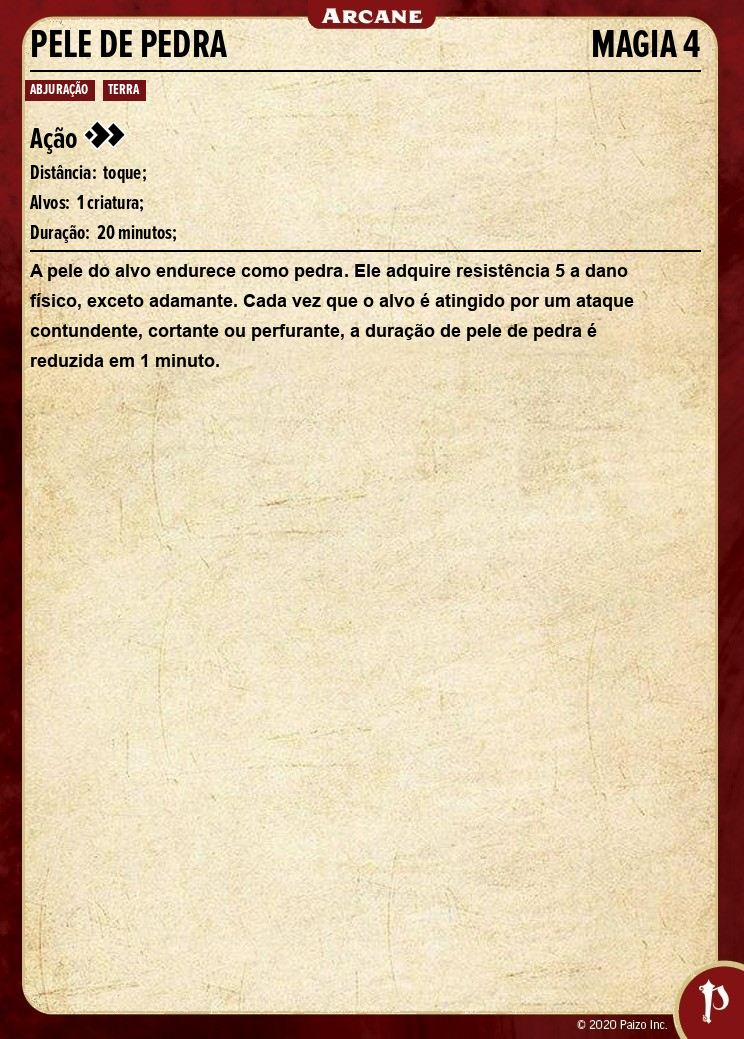 ARCANE
PELE DE PEDRA MAGIA 4
ABJURAÇÃO TERRA
Ação
Distância: toque;
Alvos: 1 criatura;
Duração: 20 minutos;
A pele do alvo endurece como pedra. Ele adquire resistência 5 a dano
físico, exceto adamante. Cada vez que o alvo é atingido por um ataque
contundente, cortante ou perfurante, a duração de pele de pedra é
reduzida em 1 minuto.
© 2020 Paizo Inc.
P